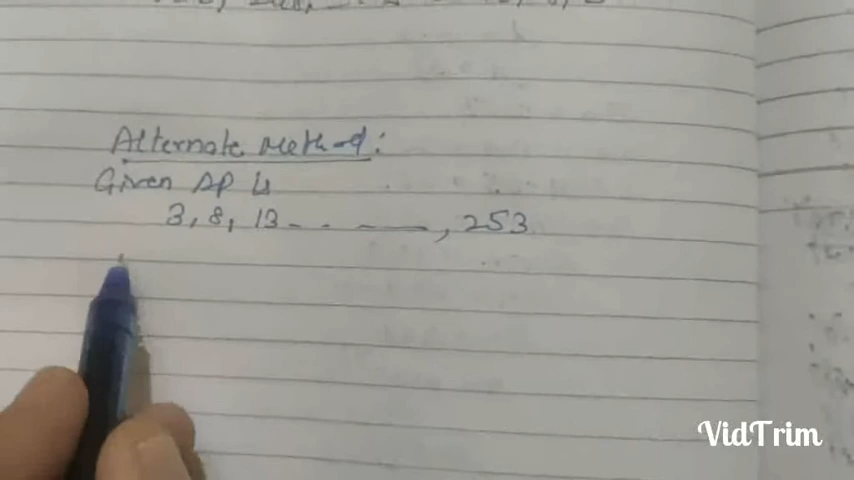 Alternate Method:
Given AP is
3, 8, 13 - - - — —, 253
VidTrim